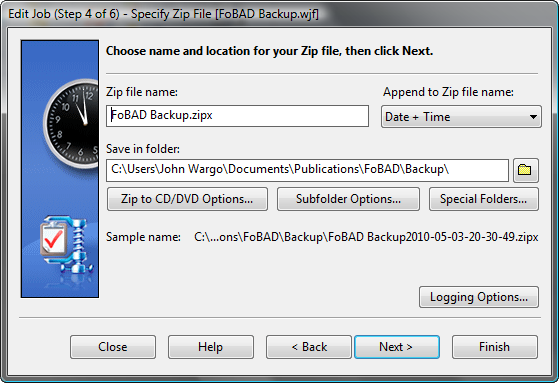 Edit Job (Step 4 of 6) - Specify Zip File [FoBAD Backup.wjf]
Choose name and location for your Zip file, then click Next.
Zip file name: Append to Zip file name:
FoBAD Backup.zipx Date + Time
Save in folder:
C:\Users\John Wargo\Documents\Publications\FoBAD\Backup\
Zip to CD/DVD Options... Subfolder Options... Special Folders...
Sample name: C:\...ons\FoBAD\Backup\FoBAD Backup2010-05-03-20-30-49.zipx
Logging Options...
Close Help < Back Next > Finish